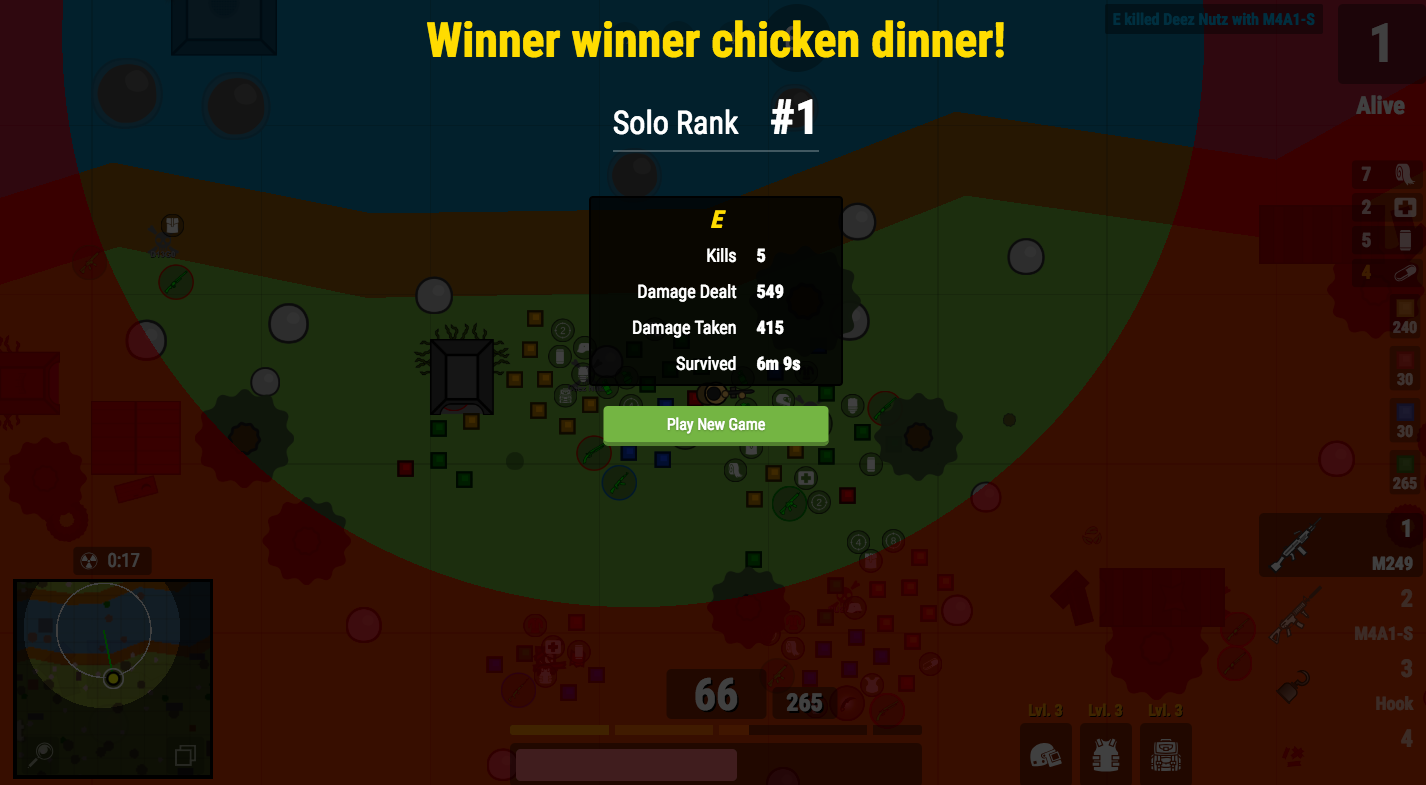 Winner winner chicken dinner!
E killed Deez Nutz with M4A1-S
1
Alive
Solo Rank #1
E
Kills 5
Damage Dealt 549
Damage Taken 415
Survived 6m 9s
Play New Game
7
2
5
4
240
30
30
265
0:17
1
M249
2
M4A1-S
3
Hook
4
66
265
Lvl. 3
Lvl. 3
Lvl. 3